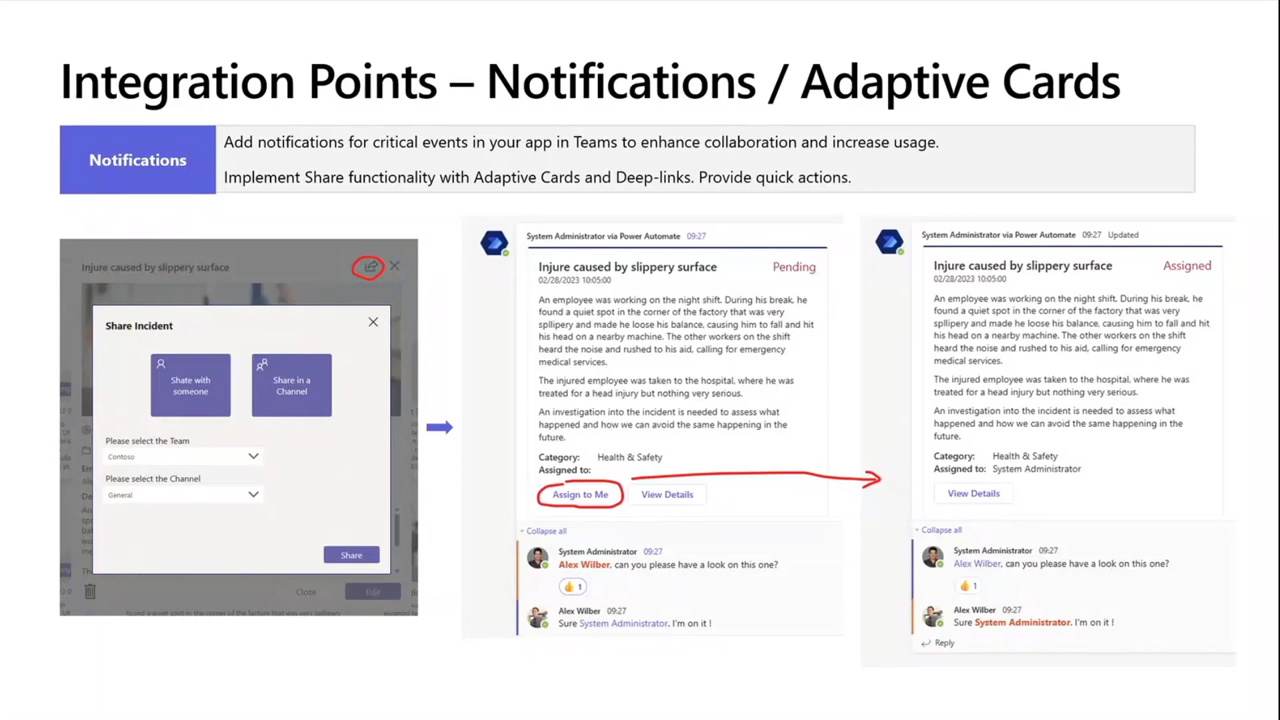 Integration Points – Notifications / Adaptive Cards
Notifications
Add notifications for critical events in your app in Teams to enhance collaboration and increase usage.
Implement Share functionality with Adaptive Cards and Deep-links. Provide quick actions.
Injure caused by slippery surface
Share Incident
Shate with
someone
Share in a
Channel
Please select the Team
Contoso
Please select the Channel
General
Share
Close
Edit
System Administrator via Power Automate 09:27
Injure caused by slippery surface
Pending
02/28/2023 10:05:00
An employee was working on the night shift. During his break, he
found a quiet spot in the corner of the factory that was very
spllipery and made he loose his balance, causing him to fall and hit
his head on a nearby machine. The other workers on the shift
heard the noise and rushed to his aid, calling for emergency
medical services.
The injured employee was taken to the hospital, where he was
treated for a head injury but nothing very serious.
An investigation into the incident is needed to assess what
happened and how we can avoid the same happening in the
future.
Category: Health & Safety
Assigned to:
Assign to Me
View Details
Collapse all
System Administrator 09:27
Alex Wilber, can you please have a look on this one?
👍 1
Alex Wilber 09:27
Sure System Administrator. I'm on it !
System Administrator via Power Automate 09:27 Updated
Injure caused by slippery surface
Assigned
02/28/2023 10:05:00
An employee was working on the night shift. During his break, he
found a quiet spot in the corner of the factory that was very
spllipery and made he loose his balance, causing him to fall and hit
his head on a nearby machine. The other workers on the shift
heard the noise and rushed to his aid, calling for emergency
medical services.
The injured employee was taken to the hospital, where he was
treated for a head injury but nothing very serious.
An investigation into the incident is needed to assess what
happened and how we can avoid the same happening in the
future.
Category: Health & Safety
Assigned to: System Administrator
View Details
Collapse all
System Administrator 09:27
Alex Wilber, can you please have a look on this one?
👍 1
Alex Wilber 09:27
Sure System Administrator. I'm on it !
Reply